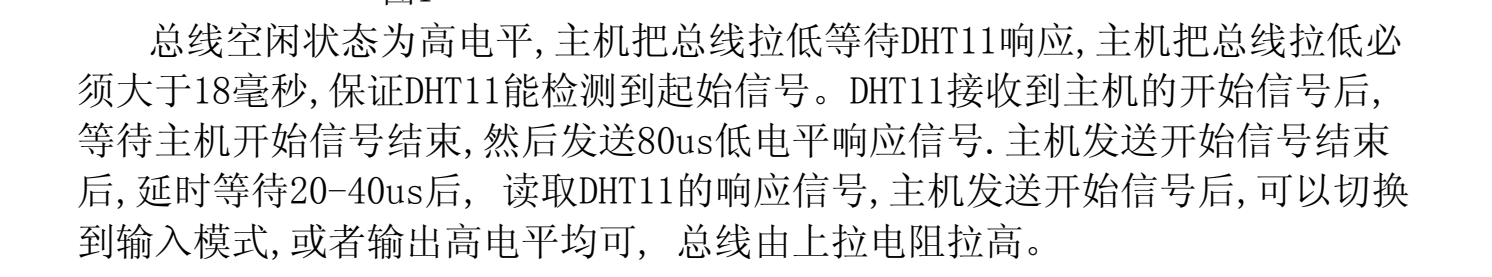 总线空闲状态为高电平,主机把总线拉低等待DHT11响应,主机把总线拉低必
须大于18毫秒,保证DHT11能检测到起始信号。DHT11接收到主机的开始信号后,
等待主机开始信号结束,然后发送80us低电平响应信号.主机发送开始信号结束
后,延时等待20-40us后, 读取DHT11的响应信号,主机发送开始信号后,可以切换
到输入模式,或者输出高电平均可, 总线由上拉电阻拉高。